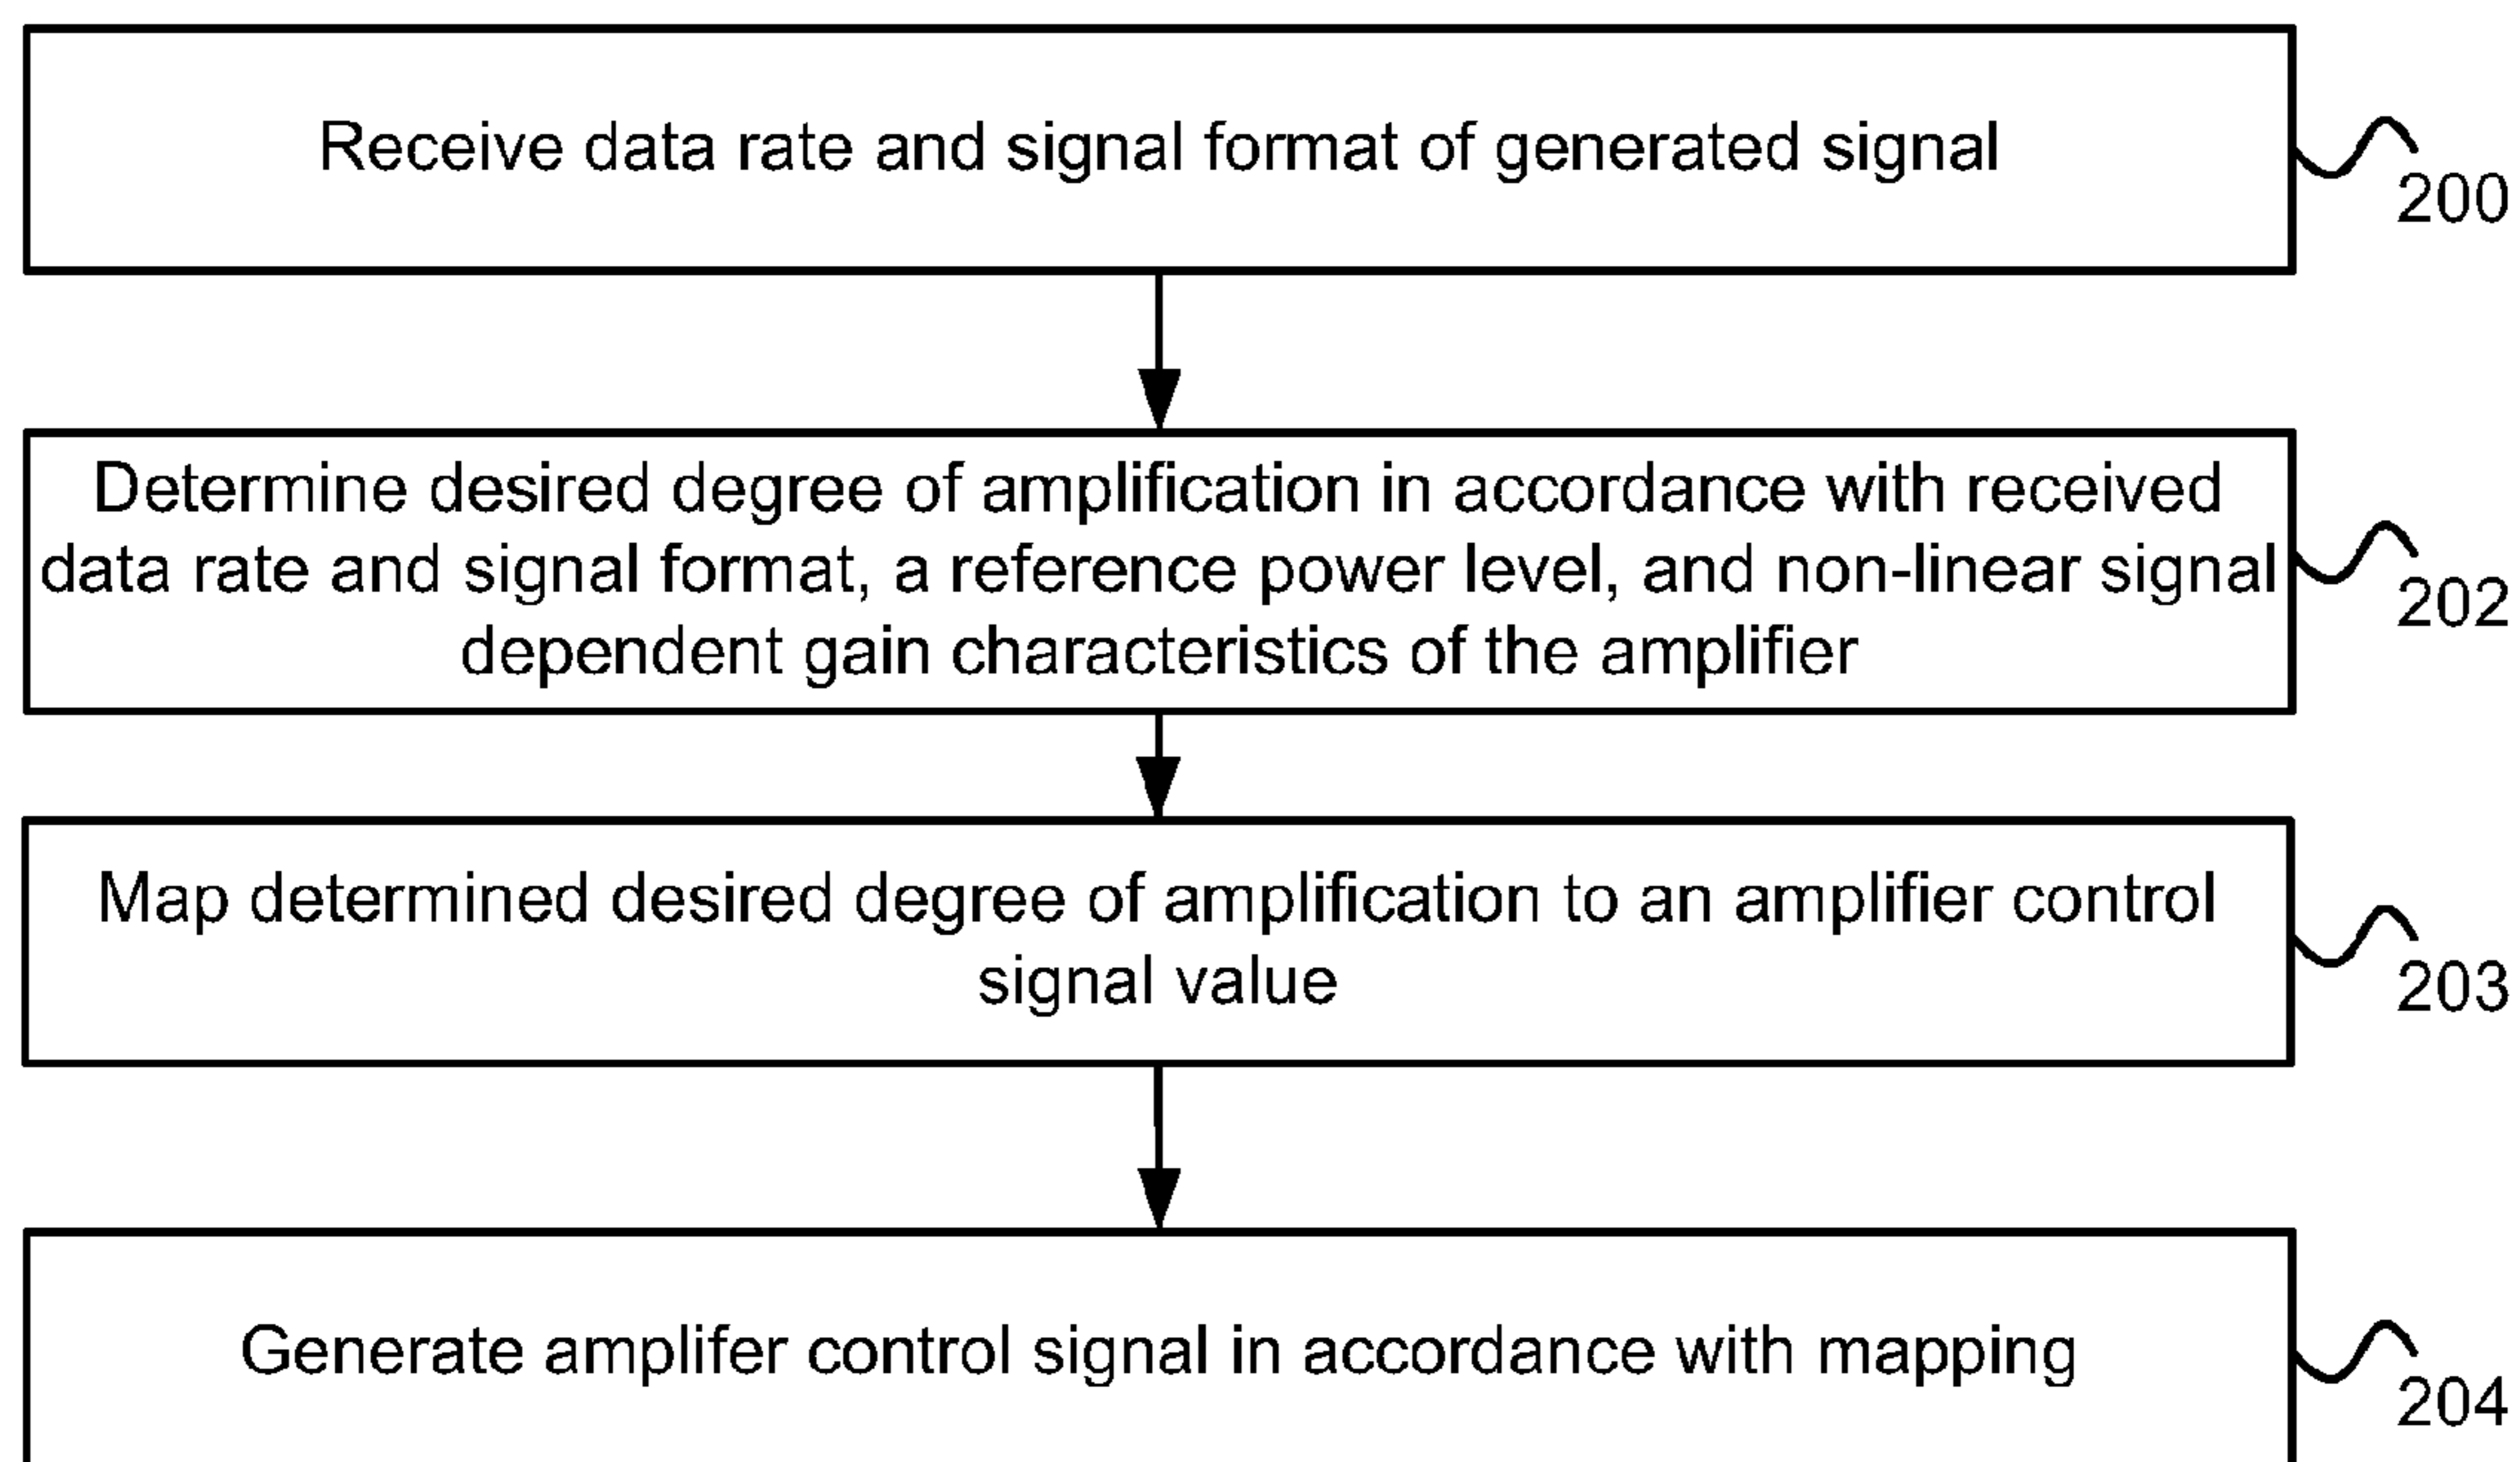 Receive data rate and signal format of generated signal
200
Determine desired degree of amplification in accordance with received
data rate and signal format, a reference power level, and non-linear signal
dependent gain characteristics of the amplifier
202
Map determined desired degree of amplification to an amplifier control
signal value
203
Generate amplifer control signal in accordance with mapping
204